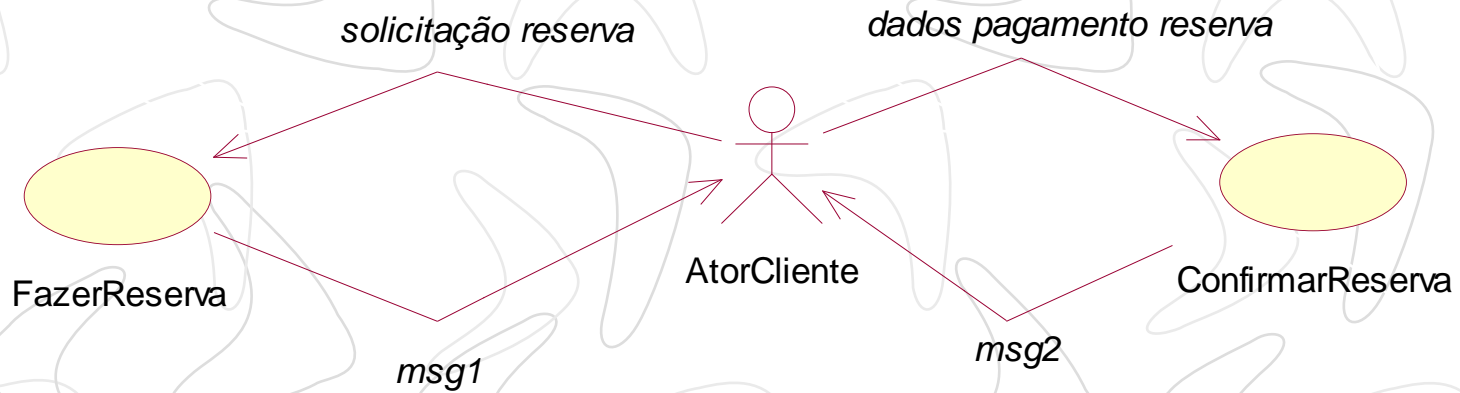 solicitação reserva
dados pagamento reserva
AtorCliente
FazerReserva
ConfirmarReserva
msg1
msg2